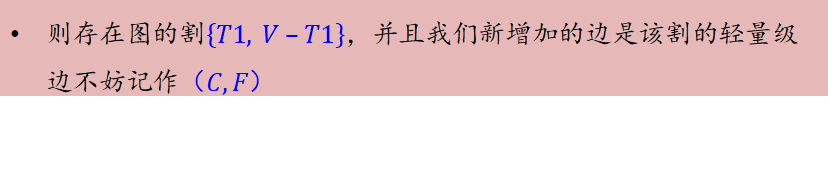 • 则存在图的割{T1, V – T1}，并且我们新增加的边是该割的轻量级
边不妨记作（C, F）